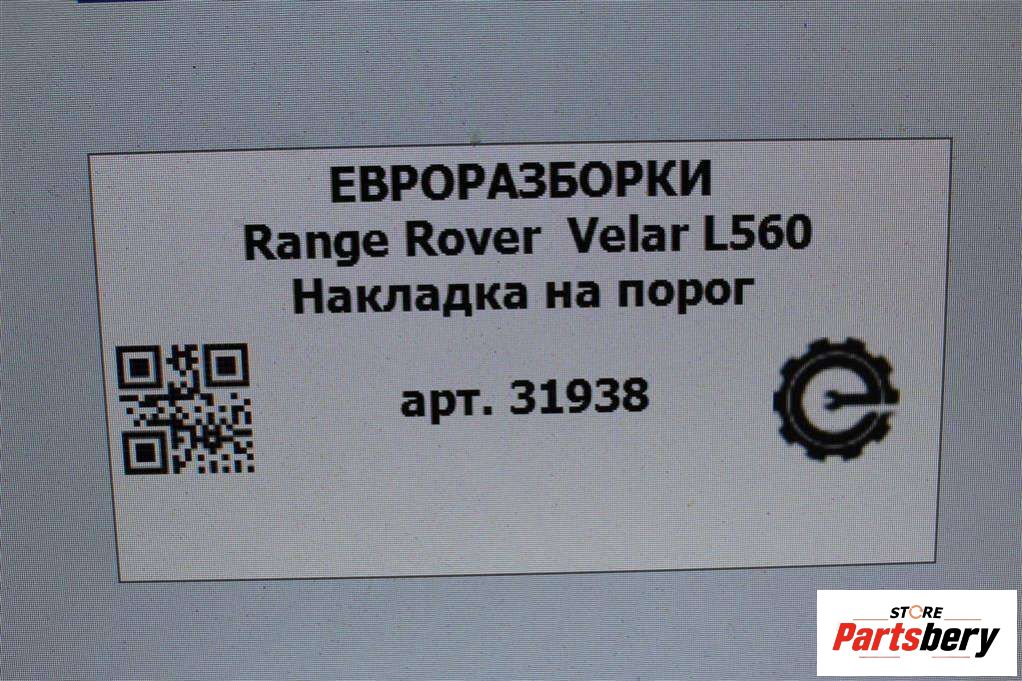 ЕВРОРАЗБОРКИ
Range Rover Velar L560
Накладка на порог
арт. 31938
STORE
Partsbery